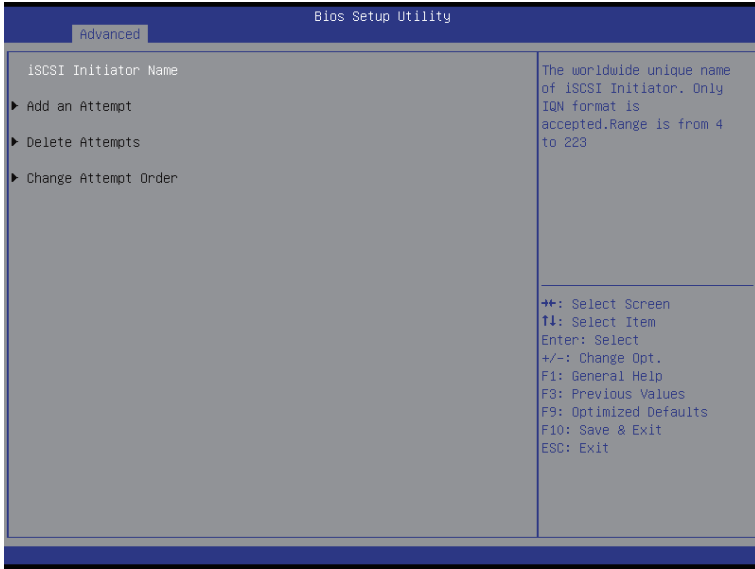 Bios Setup Utility
Advanced
iSCSI Initiator Name
▶ Add an Attempt
▶ Delete Attempts
▶ Change Attempt Order
The worldwide unique name
of iSCSI Initiator. Only
IQN format is
accepted.Range is from 4
to 223
→←: Select Screen
↑↓: Select Item
Enter: Select
+/-: Change Opt.
F1: General Help
F3: Previous Values
F9: Optimized Defaults
F10: Save & Exit
ESC: Exit